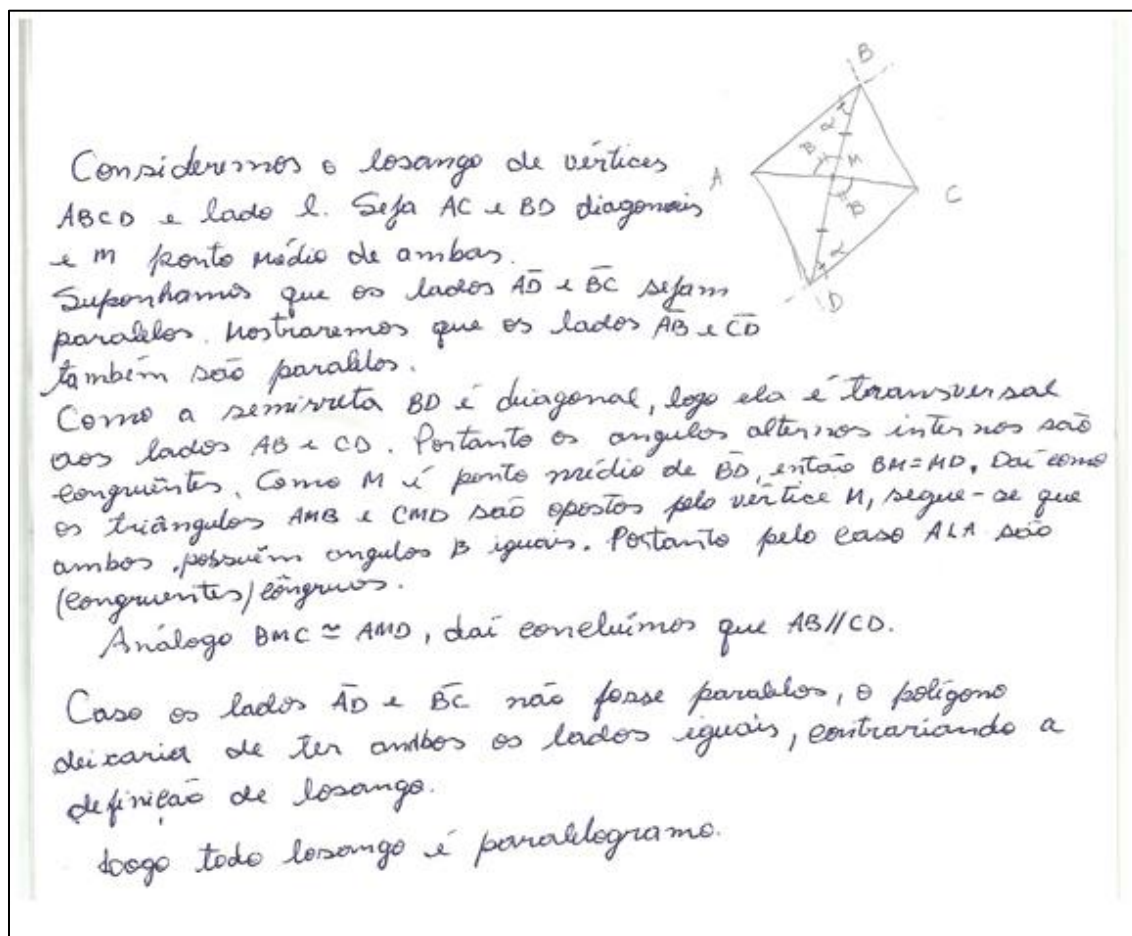 Consideremos o losango de vértices
ABCD e lado l. Seja AC e BD diagonais
e M ponto médio de ambas.
Suponhamos que os lados AD e BC sejam
paralelos. Mostraremos que os lados AB e CD
também são paralelos.
Como a semirreta BD é diagonal, logo ela é transversal
aos lados AB e CD. Portanto os angulos alternos internos são
congruêntes. Como M é ponto médio de BD, então BM=MD. Daí como
os triângulos AMB e CMD são opostos pelo vértice M, segue-se que
ambos possuêm angulos B iguais. Portanto pelo caso ALA são
(congruentes) côngruos.
Análogo BMC ≃ AMD, daí concluímos que AB//CD.
Caso os lados AD e BC não fosse paralelos, o polígono
deixaria de ter ambos os lados iguais, contrariando a
definição de losango.
Logo todo losango é paralelogramo.
B
α
B
M
A
C
B
α
D